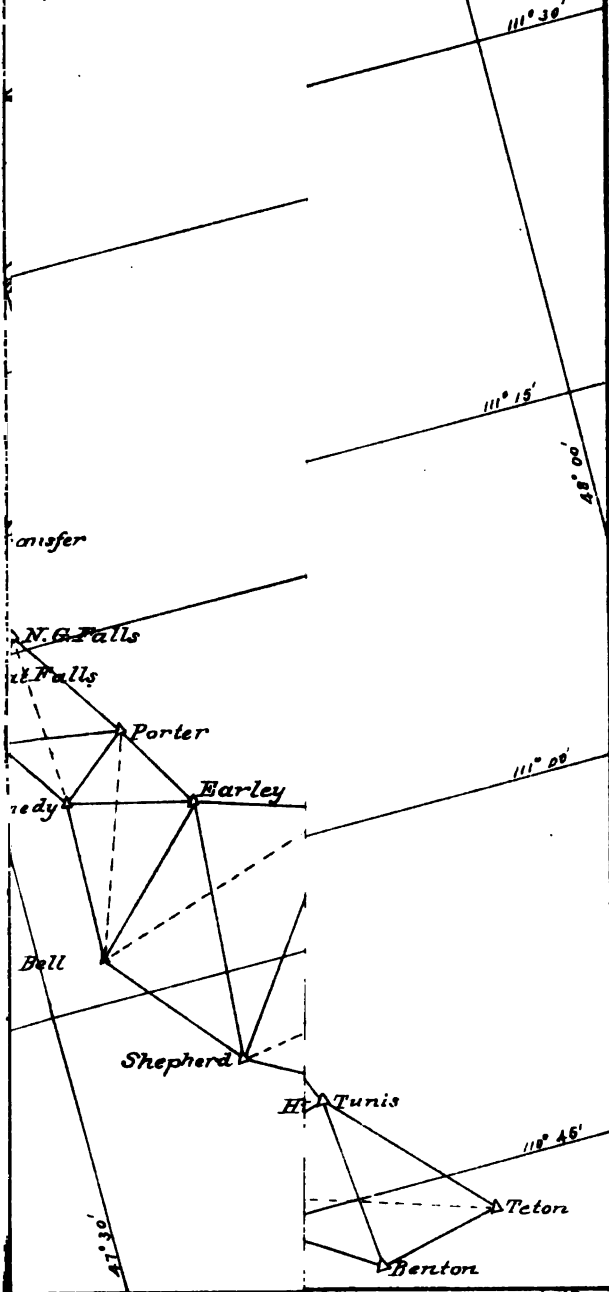 111° 30'
111° 15'
48° 00'
N. G. Falls
Falls
Porter
Earley
111° 00'
Bell
Shepherd
Tunis
110° 45'
Teton
Benton
47° 30'